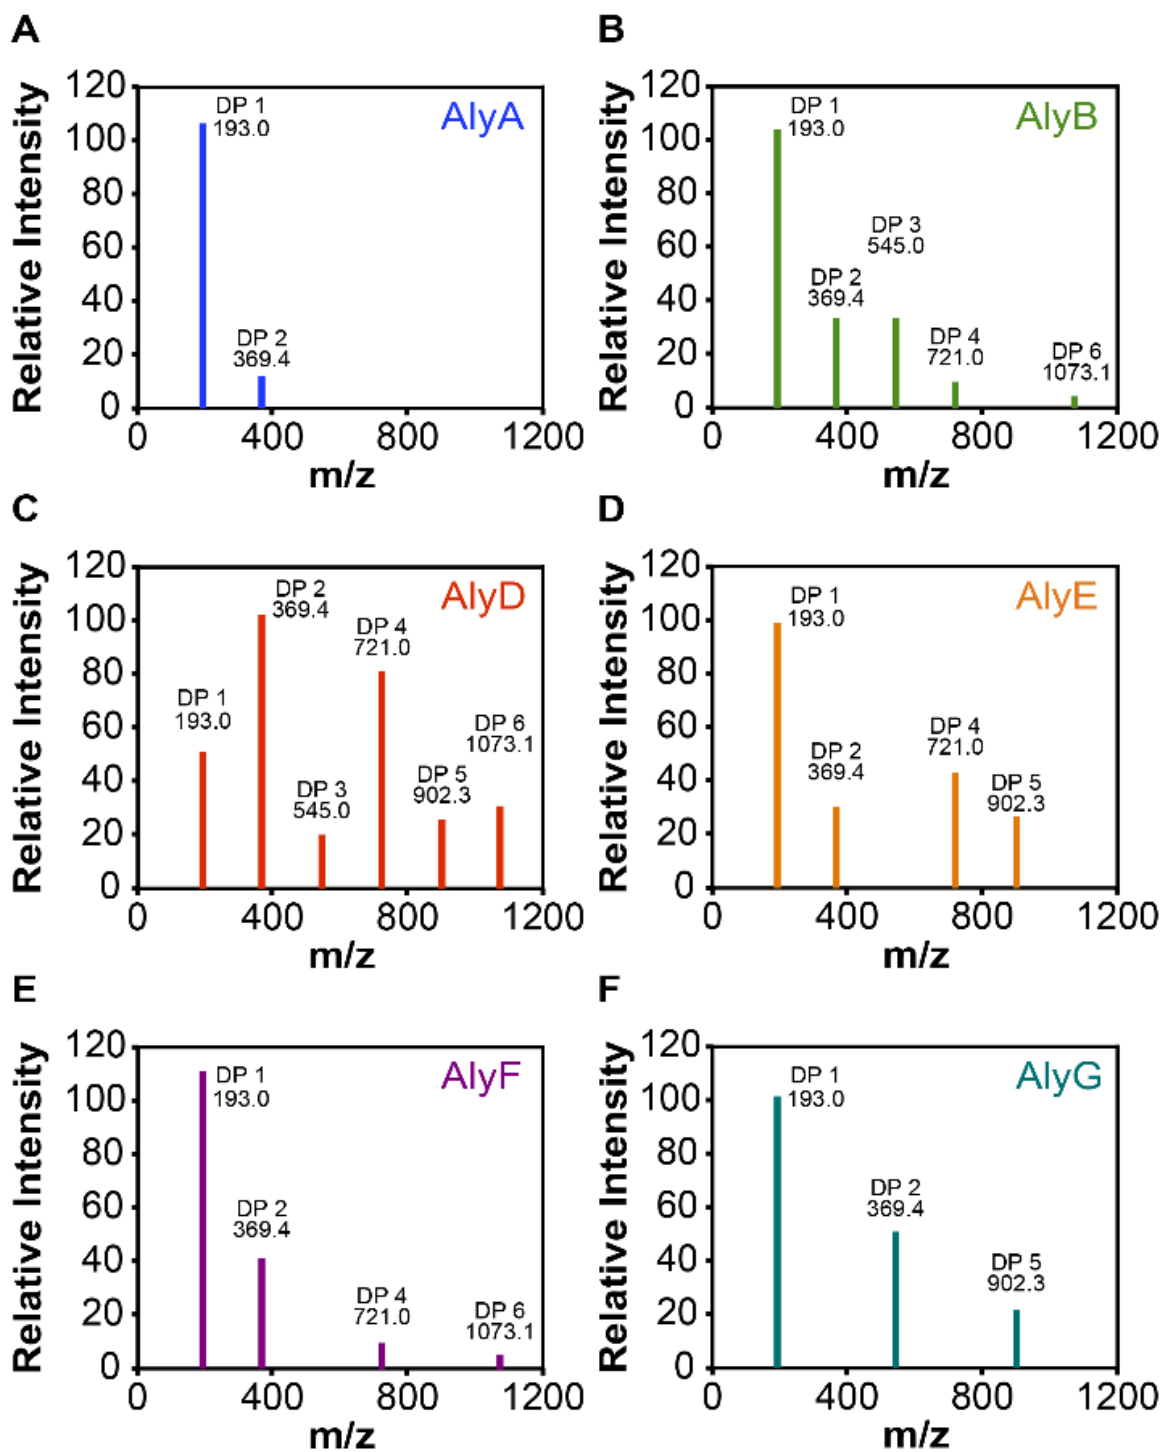 A
B
120
100
80
60
40
20
0
Relative Intensity
DP 1
193.0
AlyA
DP 2
369.4
0
400
800
1200
m/z
120
100
80
60
40
20
0
Relative Intensity
DP 1
193.0
AlyB
DP 3
545.0
DP 2
369.4
DP 4
721.0
DP 6
1073.1
0
400
800
1200
m/z
C
D
120
100
80
60
40
20
0
Relative Intensity
DP 2
369.4
AlyD
DP 4
721.0
DP 1
193.0
DP 6
1073.1
DP 3
545.0
DP 5
902.3
0
400
800
1200
m/z
120
100
80
60
40
20
0
Relative Intensity
DP 1
193.0
AlyE
DP 2
369.4
DP 4
721.0
DP 5
902.3
0
400
800
1200
m/z
E
F
120
100
80
60
40
20
0
Relative Intensity
DP 1
193.0
AlyF
DP 2
369.4
DP 4
721.0
DP 6
1073.1
0
400
800
1200
m/z
120
100
80
60
40
20
0
Relative Intensity
DP 1
193.0
AlyG
DP 2
369.4
DP 5
902.3
0
400
800
1200
m/z